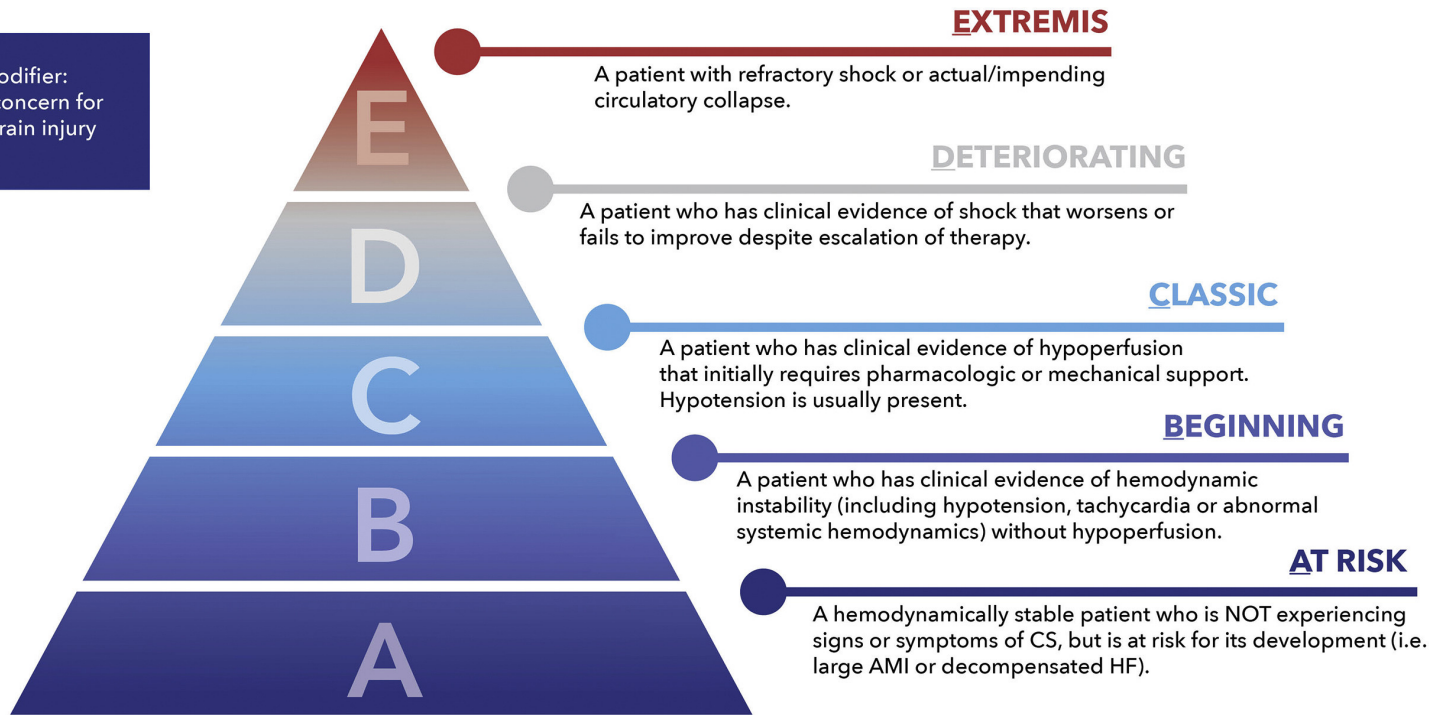 odifier:
oncern for
rain injury
E
EXTREMIS
A patient with refractory shock or actual/impending
circulatory collapse.
D
DETERIORATING
A patient who has clinical evidence of shock that worsens or
fails to improve despite escalation of therapy.
C
CLASSIC
A patient who has clinical evidence of hypoperfusion
that initially requires pharmacologic or mechanical support.
Hypotension is usually present.
B
BEGINNING
A patient who has clinical evidence of hemodynamic
instability (including hypotension, tachycardia or abnormal
systemic hemodynamics) without hypoperfusion.
A
AT RISK
A hemodynamically stable patient who is NOT experiencing
signs or symptoms of CS, but is at risk for its development (i.e.
large AMI or decompensated HF).